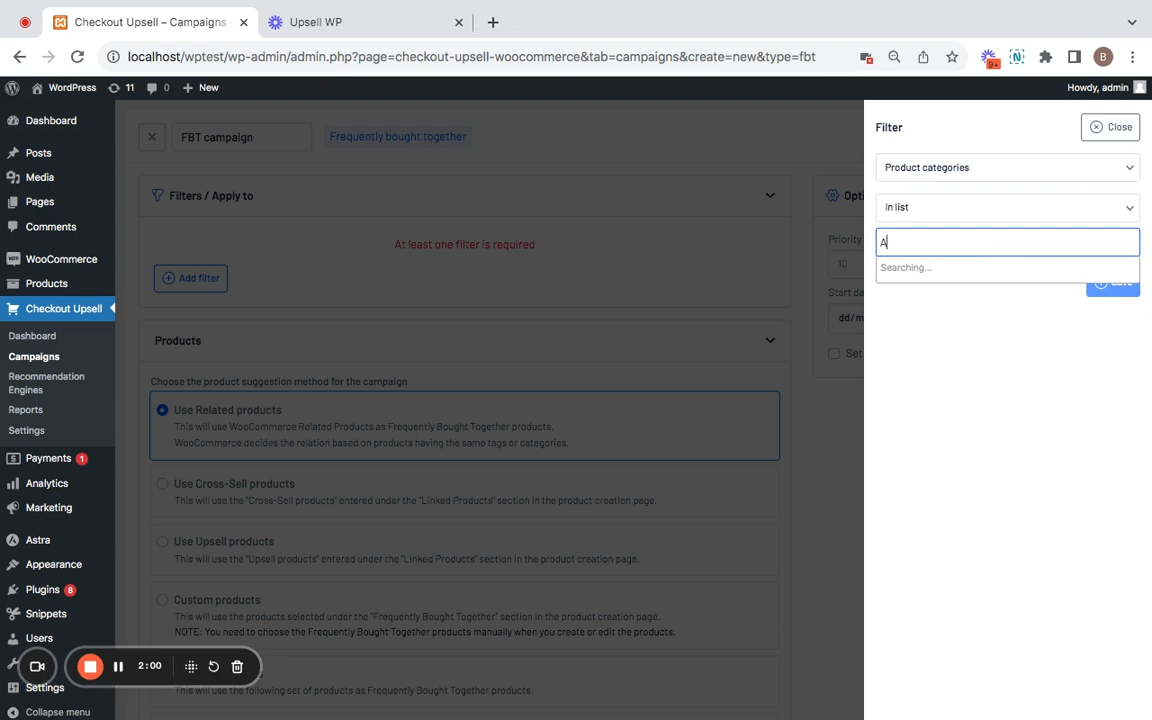 Checkout Upsell – Campaigns
Upsell WP
localhost/wptest/wp-admin/admin.php?page=checkout-upsell-woocommerce&tab=campaigns&create=new&type=fbt
9+
B
WordPress
11
0
New
Howdy, admin
Dashboard
Posts
Media
Pages
Comments
WooCommerce
Products
Checkout Upsell
Dashboard
Campaigns
Recommendation
Engines
Reports
Settings
Payments 1
Analytics
Marketing
Astra
Appearance
Plugins 8
Snippets
Users
Settings
Collapse menu
FBT campaign
Frequently bought together
Filters / Apply to
At least one filter is required
Add filter
Products
Choose the product suggestion method for the campaign
Use Related products
This will use WooCommerce Related Products as Frequently Bought Together products.
WooCommerce decides the relation based on products having the same tags or categories.
Use Cross-Sell products
This will use the "Cross-Sell products" entered under the "Linked Products" section in the product creation page.
Use Upsell products
This will use the "Upsell products" entered under the "Linked Products" section in the product creation page.
Custom products
This will use the products selected under the "Frequently Bought Together" section in the product creation page.
NOTE: You need to choose the Frequently Bought Together products manually when you create or edit the products.
This will use the following set of products as Frequently Bought Together products.
Priority
10
Start da
dd/m
Set
Filter
Close
Product categories
In list
A
Searching...
2:00